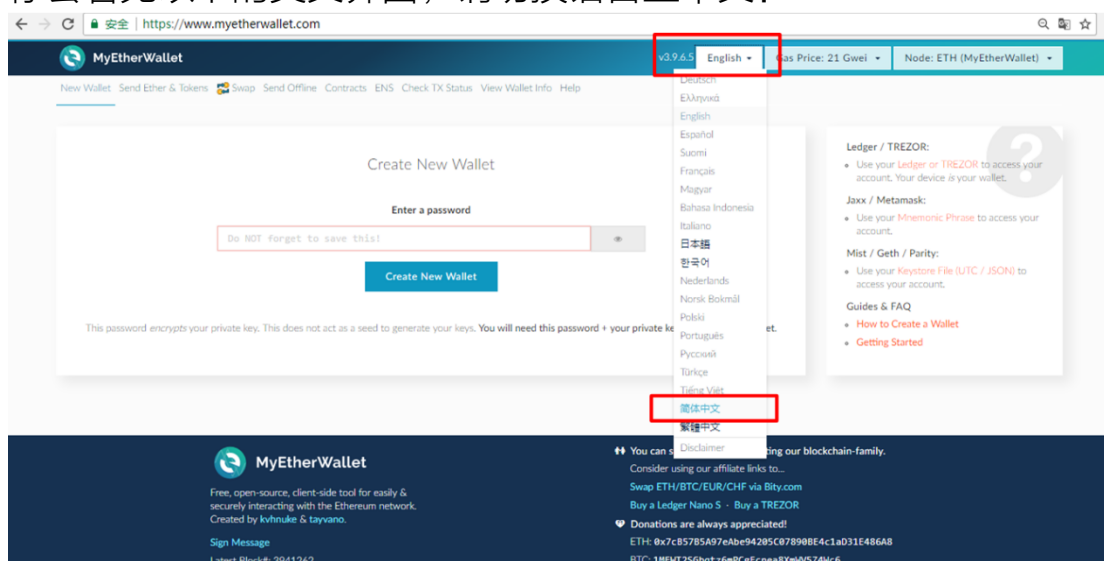 安全 | https://www.myetherwallet.com
MyEtherWallet
v3.9.6.5 English Gas Price: 21 Gwei Node: ETH (MyEtherWallet)
New Wallet Send Ether & Tokens Swap Send Offline Contracts ENS Check TX Status View Wallet Info Help
Deutsch
Ελληνικά
English
Español
Suomi
Français
Magyar
Bahasa Indonesia
Italiano
日本語
한국어
Nederlands
Norsk Bokmål
Polski
Português
Русский
Türkçe
Tiếng Việt
简体中文
繁體中文
Disclaimer
Create New Wallet
Enter a password
Do NOT forget to save this!
Create New Wallet
This password encrypts your private key. This does not act as a seed to generate your keys. You will need this password + your private
Ledger / TREZOR:
Use your Ledger or TREZOR to access your
account. Your device is your wallet.
Jaxx / Metamask:
Use your Mnemonic Phrase to access your
account.
Mist / Geth / Parity:
Use your Keystore File (UTC / JSON) to
access your account.
Guides & FAQ
How to Create a Wallet
Getting Started
MyEtherWallet
Free, open-source, client-side tool for easily &
securely interacting with the Ethereum network.
Created by kvhnuke & tayvano.
Sign Message
Latest Block#: 3941262
You can ting our blockchain-family.
Consider using our affiliate links to...
Swap ETH/BTC/EUR/CHF via Bity.com
Buy a Ledger Nano S · Buy a TREZOR
Donations are always appreciated!
ETH: 0x7cB57B5A97eAbe94205C07890BE4c1aD31E486A8